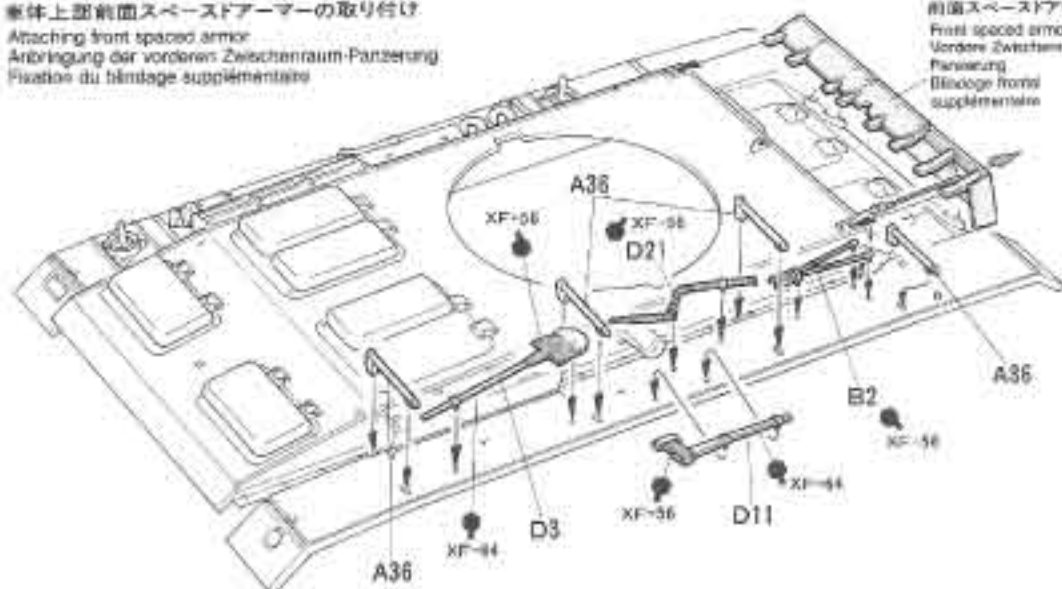 車体上部前面スペースドアーマーの取り付け
Attaching front spaced armor
Anbringung der vorderen Zwischenraum-Panzerung
Fixation du blindage supplémentaire
前面スペースドア
Front spaced armo
Vordere Zwischenra
Panzerung
Blindage frontal
supplémentaire
A36
XF-56
XF-56
D21
A36
B2
XF-56
XF-64
XF-56
D11
D3
XF-64
A36